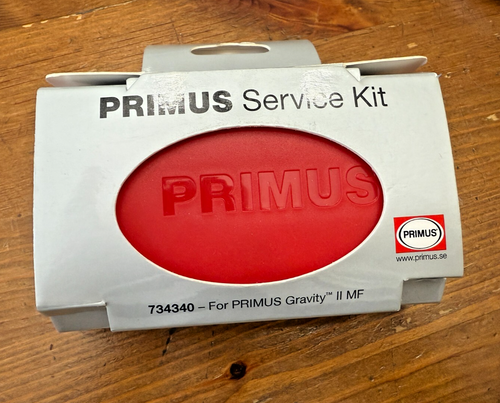 PRIMUS Service Kit
PRIMUS
PRIMUS
www.primus.se
734340 – For PRIMUS Gravity™ II MF